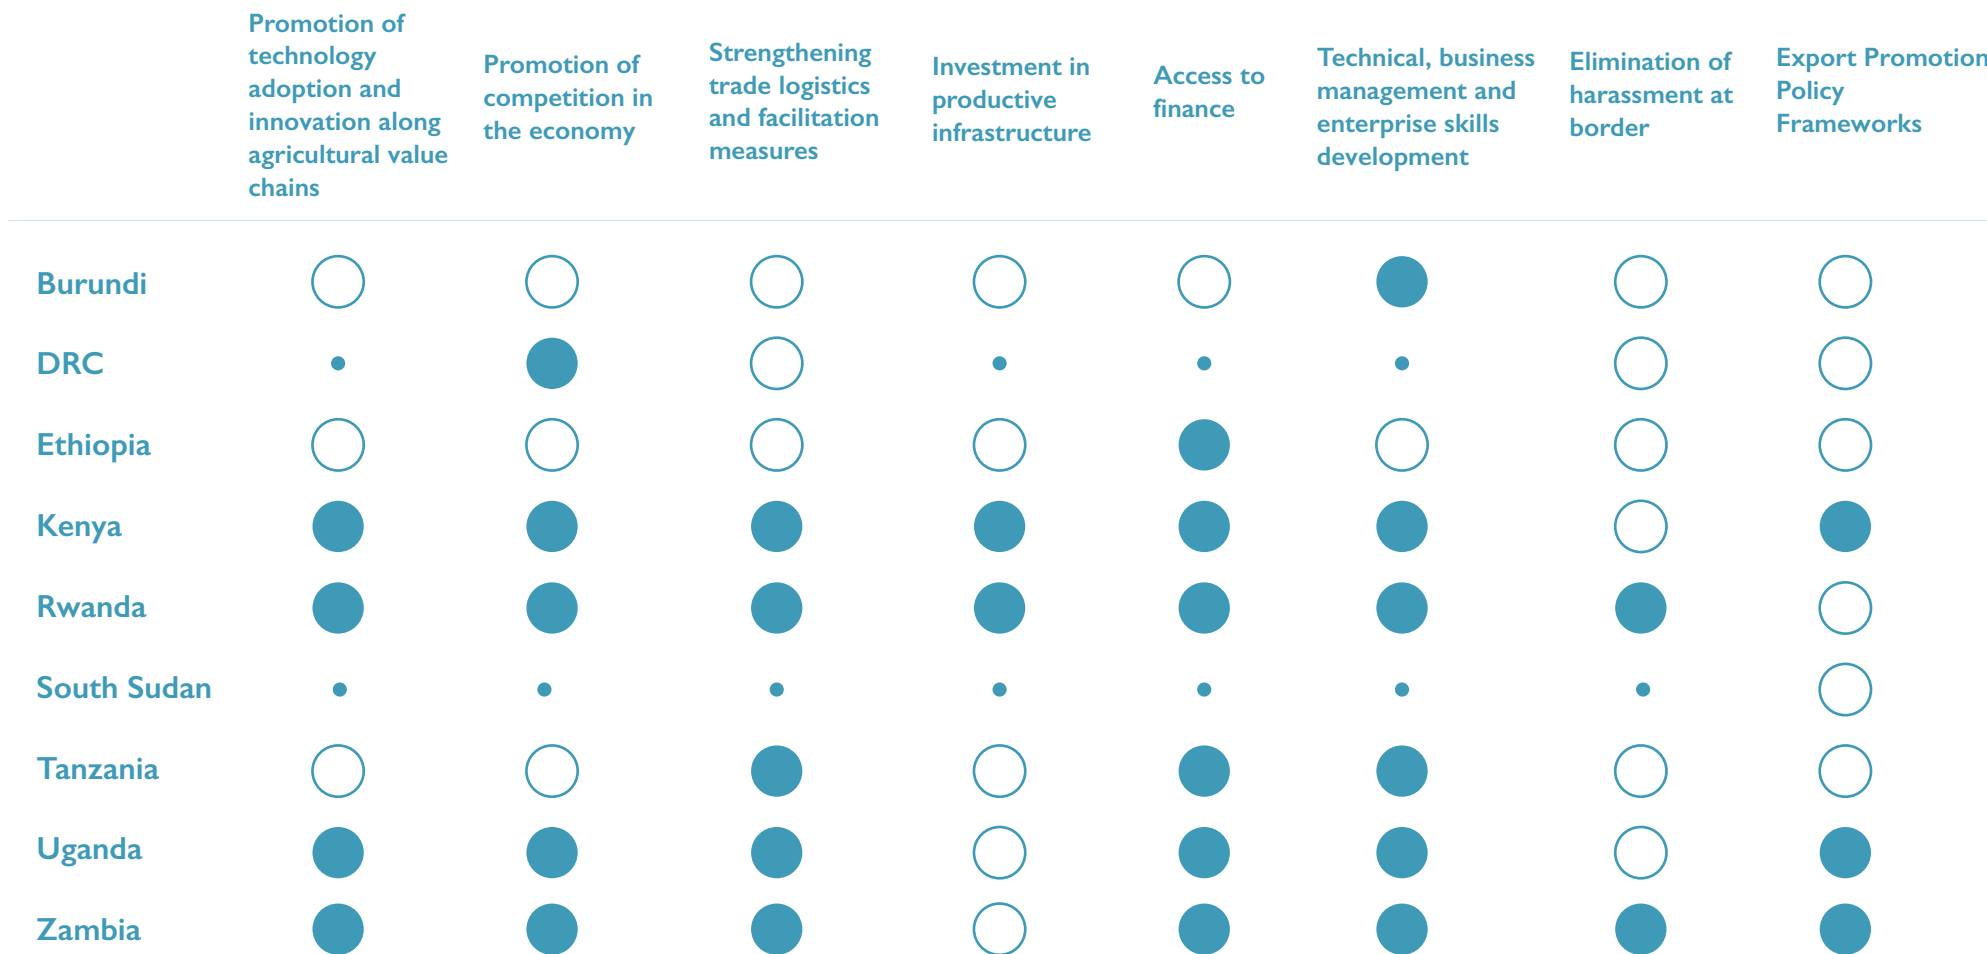 Promotion of
technology
adoption and
innovation along
agricultural value
chains
Promotion of
competition in
the economy
Strengthening
trade logistics
and facilitation
measures
Investment in
productive
infrastructure
Access to
finance
Technical, business
management and
enterprise skills
development
Elimination of
harassment at
border
Export Promotion
Policy
Frameworks
Burundi
DRC
Ethiopia
Kenya
Rwanda
South Sudan
Tanzania
Uganda
Zambia